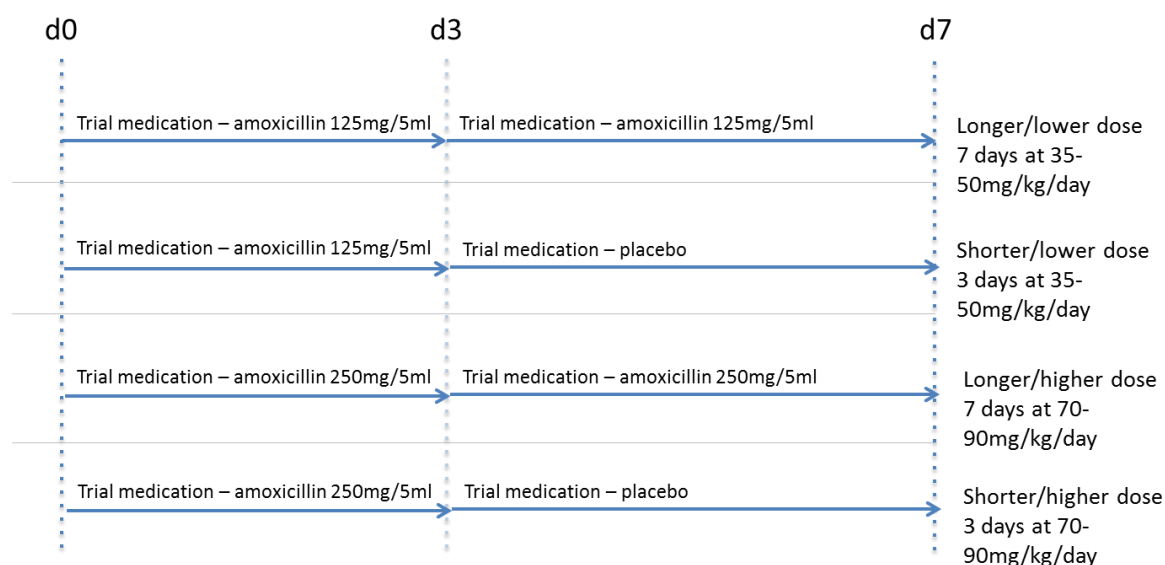 d0
d3
d7
Trial medication – amoxicillin 125mg/5ml
Trial medication – amoxicillin 125mg/5ml
Longer/lower dose
7 days at 35-
50mg/kg/day
Trial medication – amoxicillin 125mg/5ml
Trial medication – placebo
Shorter/lower dose
3 days at 35-
50mg/kg/day
Trial medication – amoxicillin 250mg/5ml
Trial medication – amoxicillin 250mg/5ml
Longer/higher dose
7 days at 70-
90mg/kg/day
Trial medication – amoxicillin 250mg/5ml
Trial medication – placebo
Shorter/higher dose
3 days at 70-
90mg/kg/day